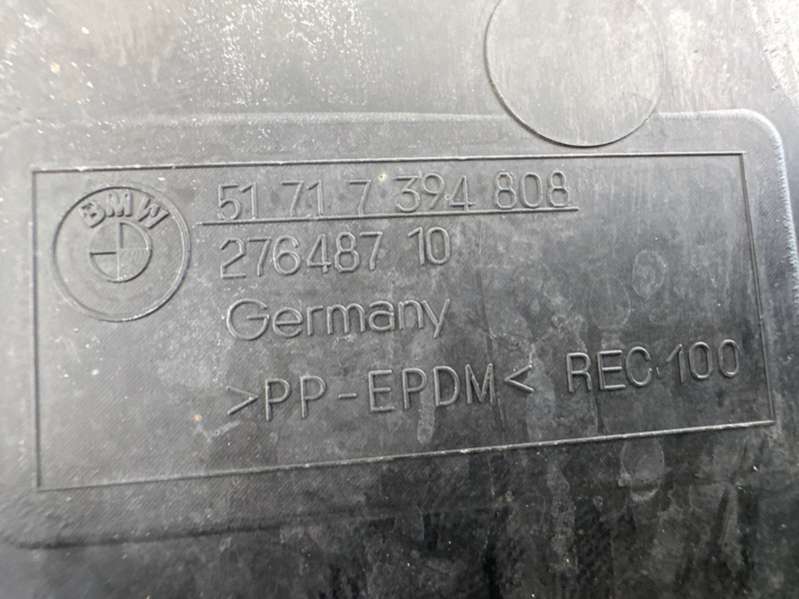 BMW
51 71 7 394 808
276487 10
Germany
>PP-EPDM< REC 100